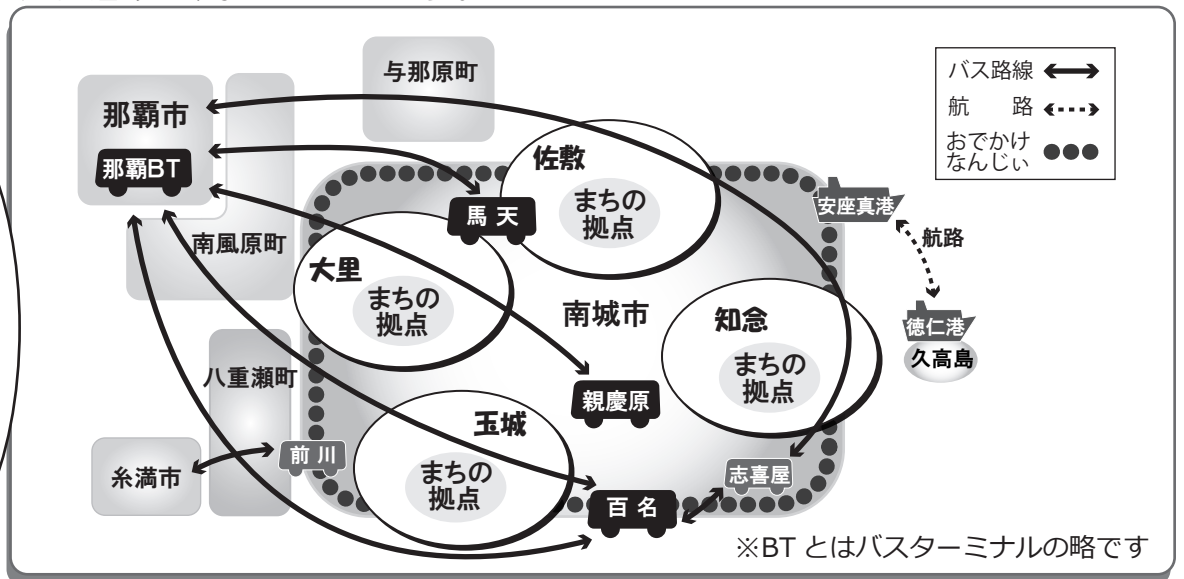 与那原町
那覇市
那覇BT
南風原町
佐敷
まちの
拠点
馬天
大里
まちの
拠点
南城市
知念
まちの
拠点
親慶原
八重瀬町
玉城
まちの
拠点
糸満市
前川
志喜屋
百名
安座真港
航路
徳仁港
久高島
バス路線
航 路
おでかけ
なんじぃ
※BTとはバスターミナルの略です